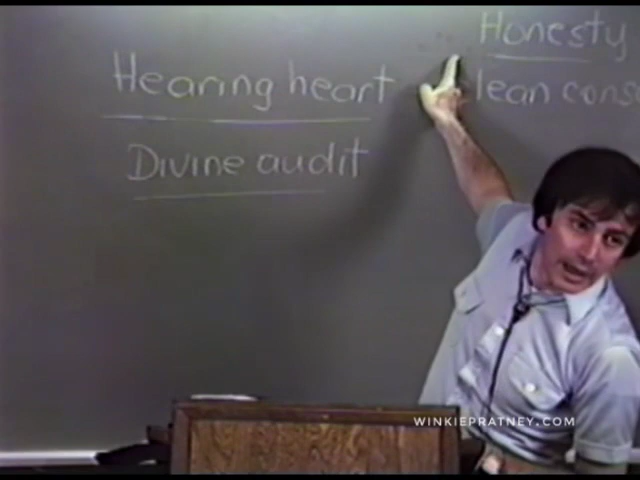 Honesty
Hearing heart
lean cons
Divine audit
WINKIEPRATNEY.COM